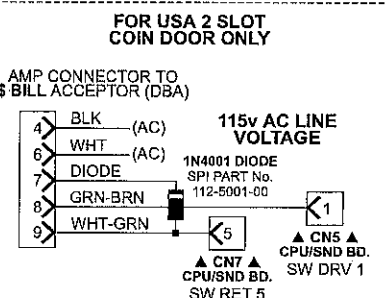 FOR USA 2 SLOT
COIN DOOR ONLY
AMP CONNECTOR TO
$ BILL ACCEPTOR (DBA)
115v AC LINE
VOLTAGE
4 BLK (AC)
6 WHT (AC)
7 DIODE
8 GRN-BRN
9 WHT-GRN
1N4001 DIODE
SPI PART No.
112-5001-00
1
5
▲ CN5 ▲
CPU/SND BD.
SW DRV 1
▲ CN7 ▲
CPU/SND BD.
SW RET 5